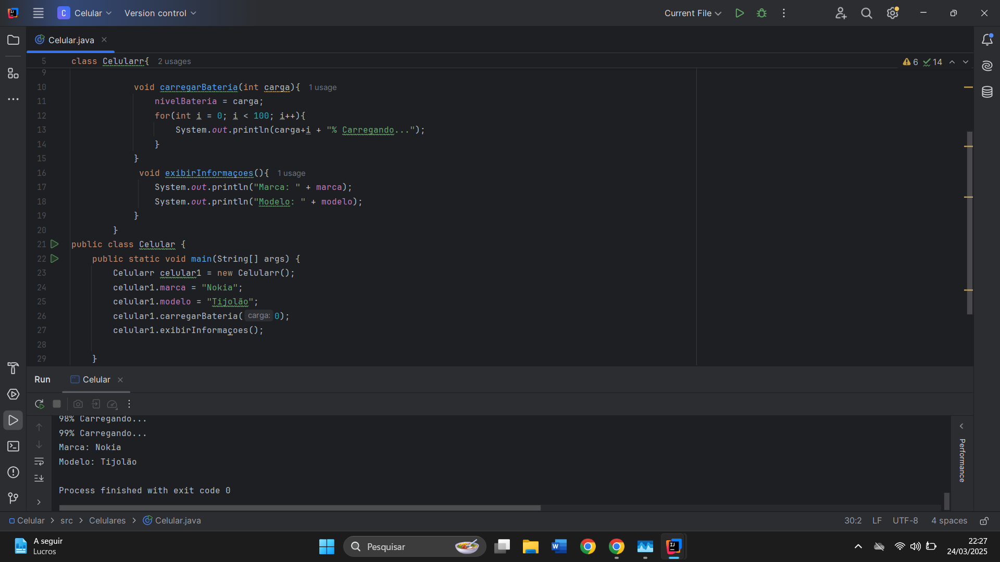 C Celular Version control Current File
Celular.java
5 class Celularr{ 2 usages 6 14
9
10 void carregarBateria(int carga){ 1 usage
11 nivelBateria = carga;
12 for(int i = 0; i < 100; i++){
13 System.out.println(carga+i + "% Carregando...");
14 }
15 }
16 void exibirInformaçoes(){ 1 usage
17 System.out.println("Marca: " + marca);
18 System.out.println("Modelo: " + modelo);
19 }
20 }
21 public class Celular {
22 public static void main(String[] args) {
23 Celularr celular1 = new Celularr();
24 celular1.marca = "Nokia";
25 celular1.modelo = "Tijolão";
26 celular1.carregarBateria( carga: 0);
27 celular1.exibirInformaçoes();
28
29 }
Run Celular
98% Carregando...
99% Carregando...
Marca: Nokia
Modelo: Tijolão
Process finished with exit code 0
Performance
Celular > src > Celulares > Celular.java 30:2 LF UTF-8 4 spaces
A seguir
Lucros
Pesquisar
22:27
24/03/2025